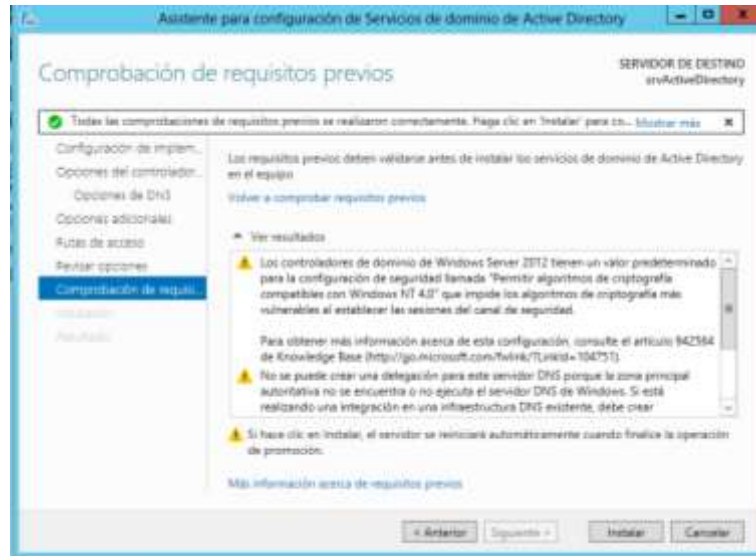 Asistente para configuración de Servicios de dominio de Active Directory
Comprobación de requisitos previos
SERVIDOR DE DESTINO
srvActiveDirectory
Todas las comprobaciones de requisitos previos se realizaron correctamente. Haga clic en 'Instalar' para co... Mostrar más
Configuración de implem...
Opciones del controlador...
Opciones de DNS
Opciones adicionales
Rutas de acceso
Revisar opciones
Comprobación de requisi...
Instalación
Resultado
Los requisitos previos deben validarse antes de instalar los servicios de dominio de Active Directory
en el equipo
Volver a comprobar requisitos previos
Ver resultados
Los controladores de dominio de Windows Server 2012 tienen un valor predeterminado
para la configuración de seguridad llamada "Permitir algoritmos de criptografía
compatibles con Windows NT 4.0" que impide los algoritmos de criptografía más
vulnerables al establecer las sesiones del canal de seguridad.
Para obtener más información acerca de esta configuración, consulte el artículo 942564
de Knowledge Base (http://go.microsoft.com/fwlink/?LinkId=104751).
No se puede crear una delegación para este servidor DNS porque la zona principal
autoritativa no se encuentra o no ejecuta el servidor DNS de Windows. Si está
realizando una integración en una infraestructura DNS existente, debe crear
Si hace clic en Instalar, el servidor se reiniciará automáticamente cuando finalice la operación
de promoción.
Más información acerca de requisitos previos
< Anterior
Siguiente >
Instalar
Cancelar